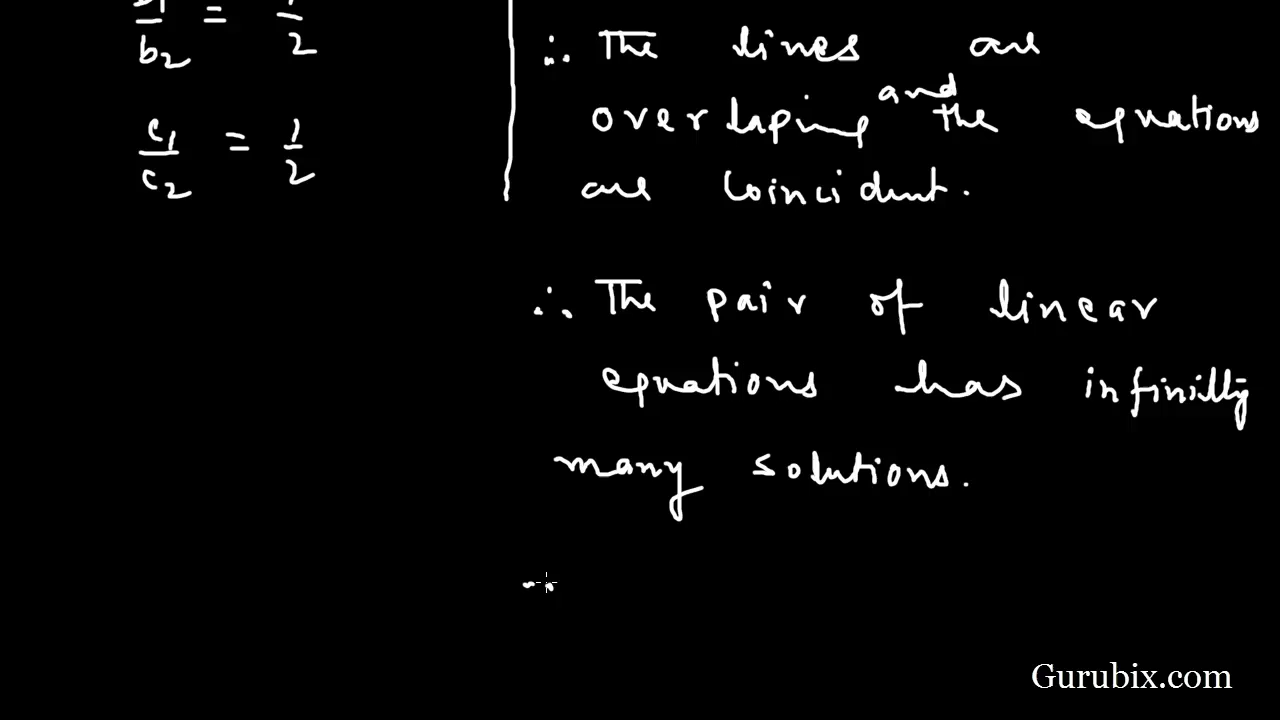 b1/b2 = 1/2
c1/c2 = 1/2
∴ The lines are
overlaping and the equations
are coincident.
∴ The pair of linear
equations has infinitly
many solutions.
Gurubix.com